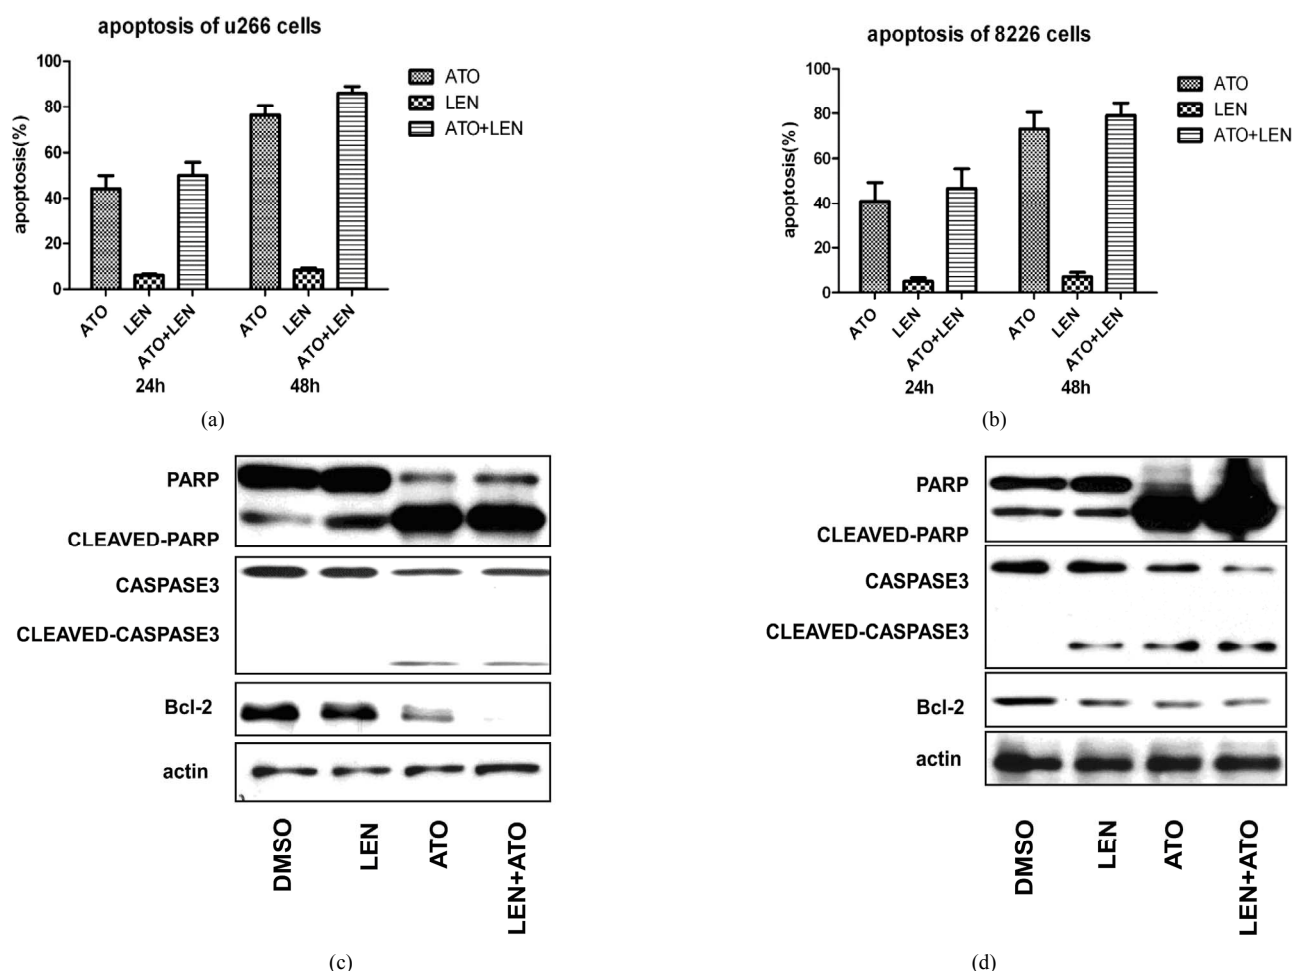 apoptosis of u266 cells
100
80
60
40
20
0
apoptosis(%)
ATO
LEN
ATO+LEN
ATO
LEN
ATO+LEN
ATO
LEN
ATO+LEN
24h
48h
(a)
apoptosis of 8226 cells
100
80
60
40
20
0
apoptosis(%)
ATO
LEN
ATO+LEN
ATO
LEN
ATO+LEN
ATO
LEN
ATO+LEN
24h
48h
(b)
PARP
CLEAVED-PARP
CASPASE3
CLEAVED-CASPASE3
Bcl-2
actin
DMSO
LEN
ATO
LEN+ATO
(c)
PARP
CLEAVED-PARP
CASPASE3
CLEAVED-CASPASE3
Bcl-2
actin
DMSO
LEN
ATO
LEN+ATO
(d)